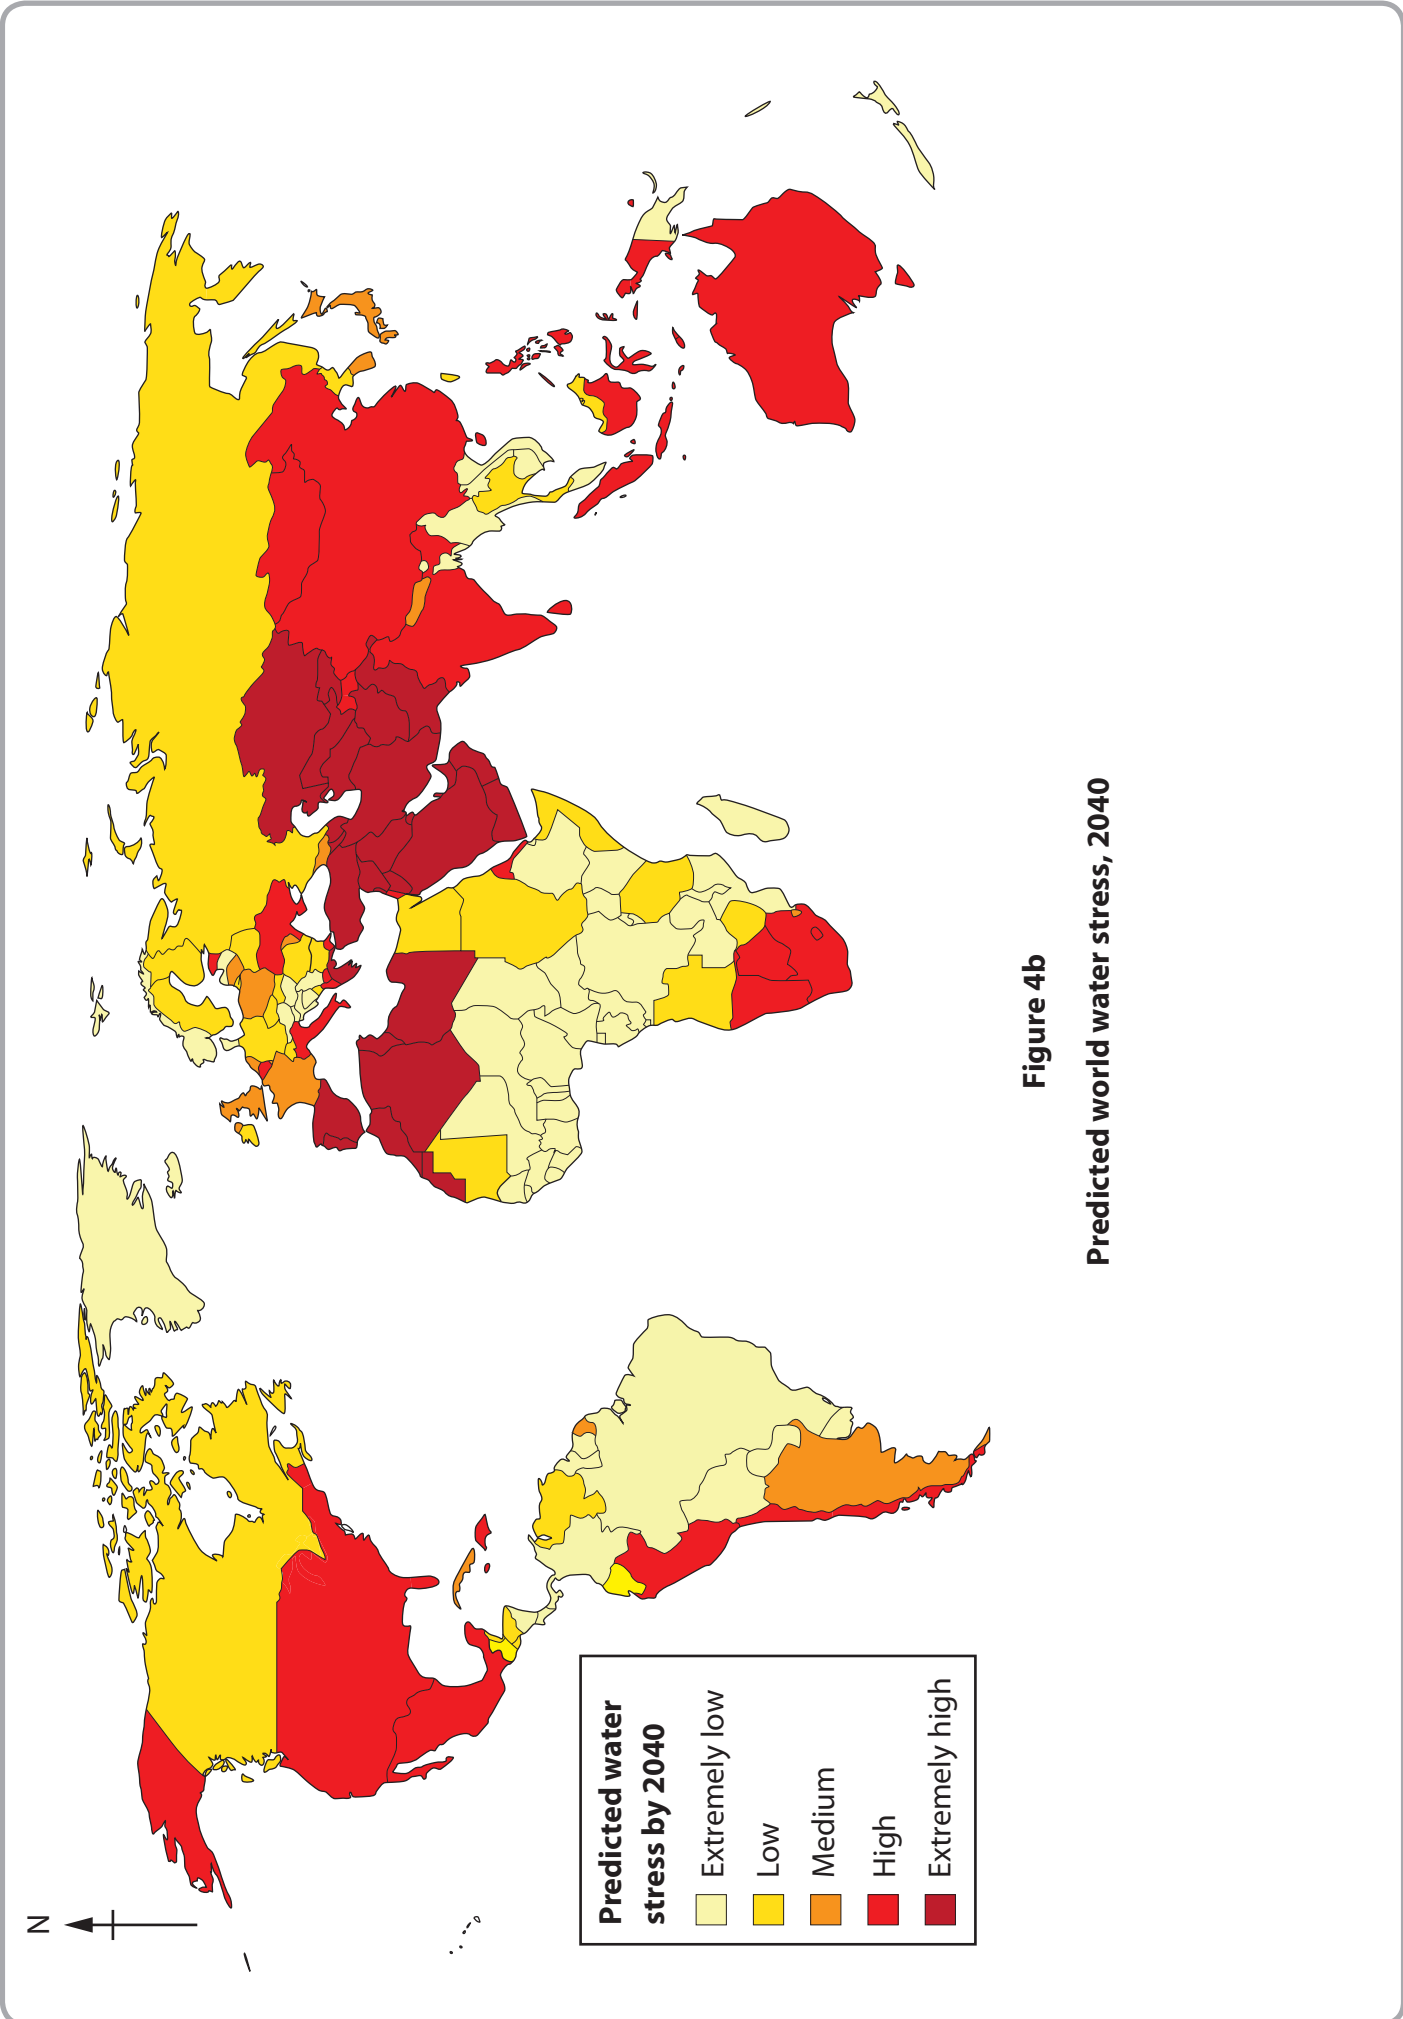 N
Predicted water
stress by 2040
Extremely low
Low
Medium
High
Extremely high
Figure 4b
Predicted world water stress, 2040